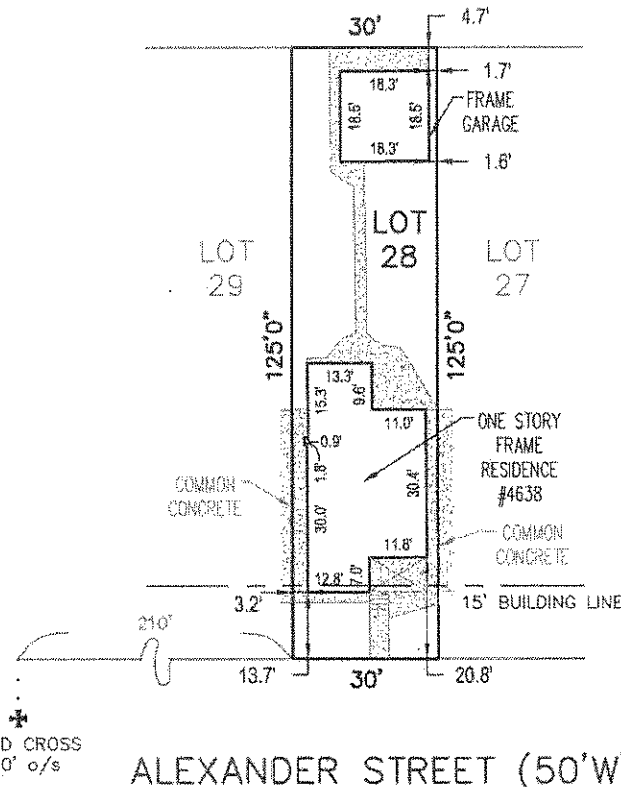 30'
4.7'
18.3'
1.7'
18.5'
18.5'
FRAME
GARAGE
18.3'
1.6'
LOT
29
LOT
28
LOT
27
125'0"
125'0"
13.3'
15.3'
9.6'
11.0'
ONE STORY
FRAME
RESIDENCE
#4638
0.9'
1.8'
30.4'
COMMON
CONCRETE
30.0'
COMMON
CONCRETE
11.8'
7.0'
12.8'
3.2'
15' BUILDING LINE
210'
13.7'
30'
20.8'
D CROSS
0' o/s
ALEXANDER STREET (50'W